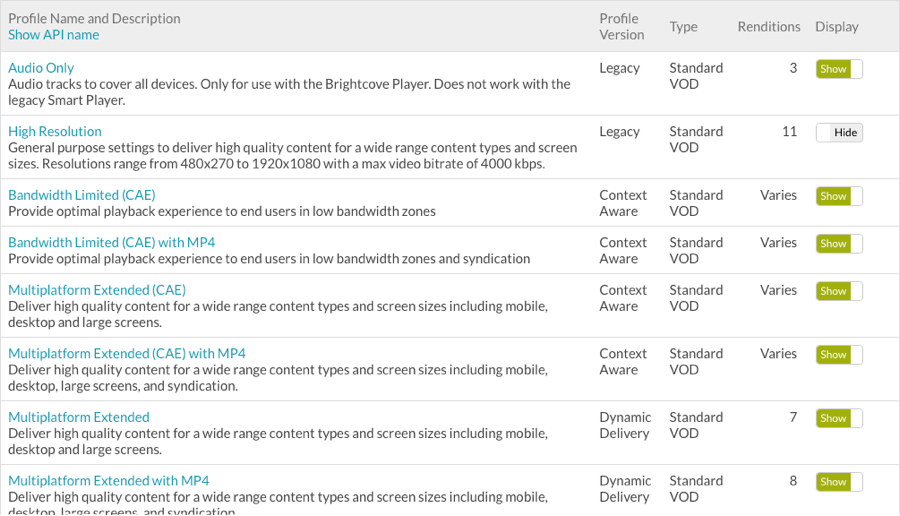 Profile Name and Description
Show API name
Profile Version
Type
Renditions
Display
Audio Only
Audio tracks to cover all devices. Only for use with the Brightcove Player. Does not work with the
legacy Smart Player.
Legacy
Standard
VOD
3
Show
High Resolution
General purpose settings to deliver high quality content for a wide range content types and screen
sizes. Resolutions range from 480x270 to 1920x1080 with a max video bitrate of 4000 kbps.
Legacy
Standard
VOD
11
Hide
Bandwidth Limited (CAE)
Provide optimal playback experience to end users in low bandwidth zones
Context
Aware
Standard
VOD
Varies
Show
Bandwidth Limited (CAE) with MP4
Provide optimal playback experience to end users in low bandwidth zones and syndication
Context
Aware
Standard
VOD
Varies
Show
Multiplatform Extended (CAE)
Deliver high quality content for a wide range content types and screen sizes including mobile,
desktop and large screens.
Context
Aware
Standard
VOD
Varies
Show
Multiplatform Extended (CAE) with MP4
Deliver high quality content for a wide range content types and screen sizes including mobile,
desktop, large screens, and syndication.
Context
Aware
Standard
VOD
Varies
Show
Multiplatform Extended
Deliver high quality content for a wide range content types and screen sizes including mobile,
desktop and large screens.
Dynamic
Delivery
Standard
VOD
7
Show
Multiplatform Extended with MP4
Deliver high quality content for a wide range content types and screen sizes including mobile,
desktop, large screens, and syndication.
Dynamic
Delivery
Standard
VOD
8
Show